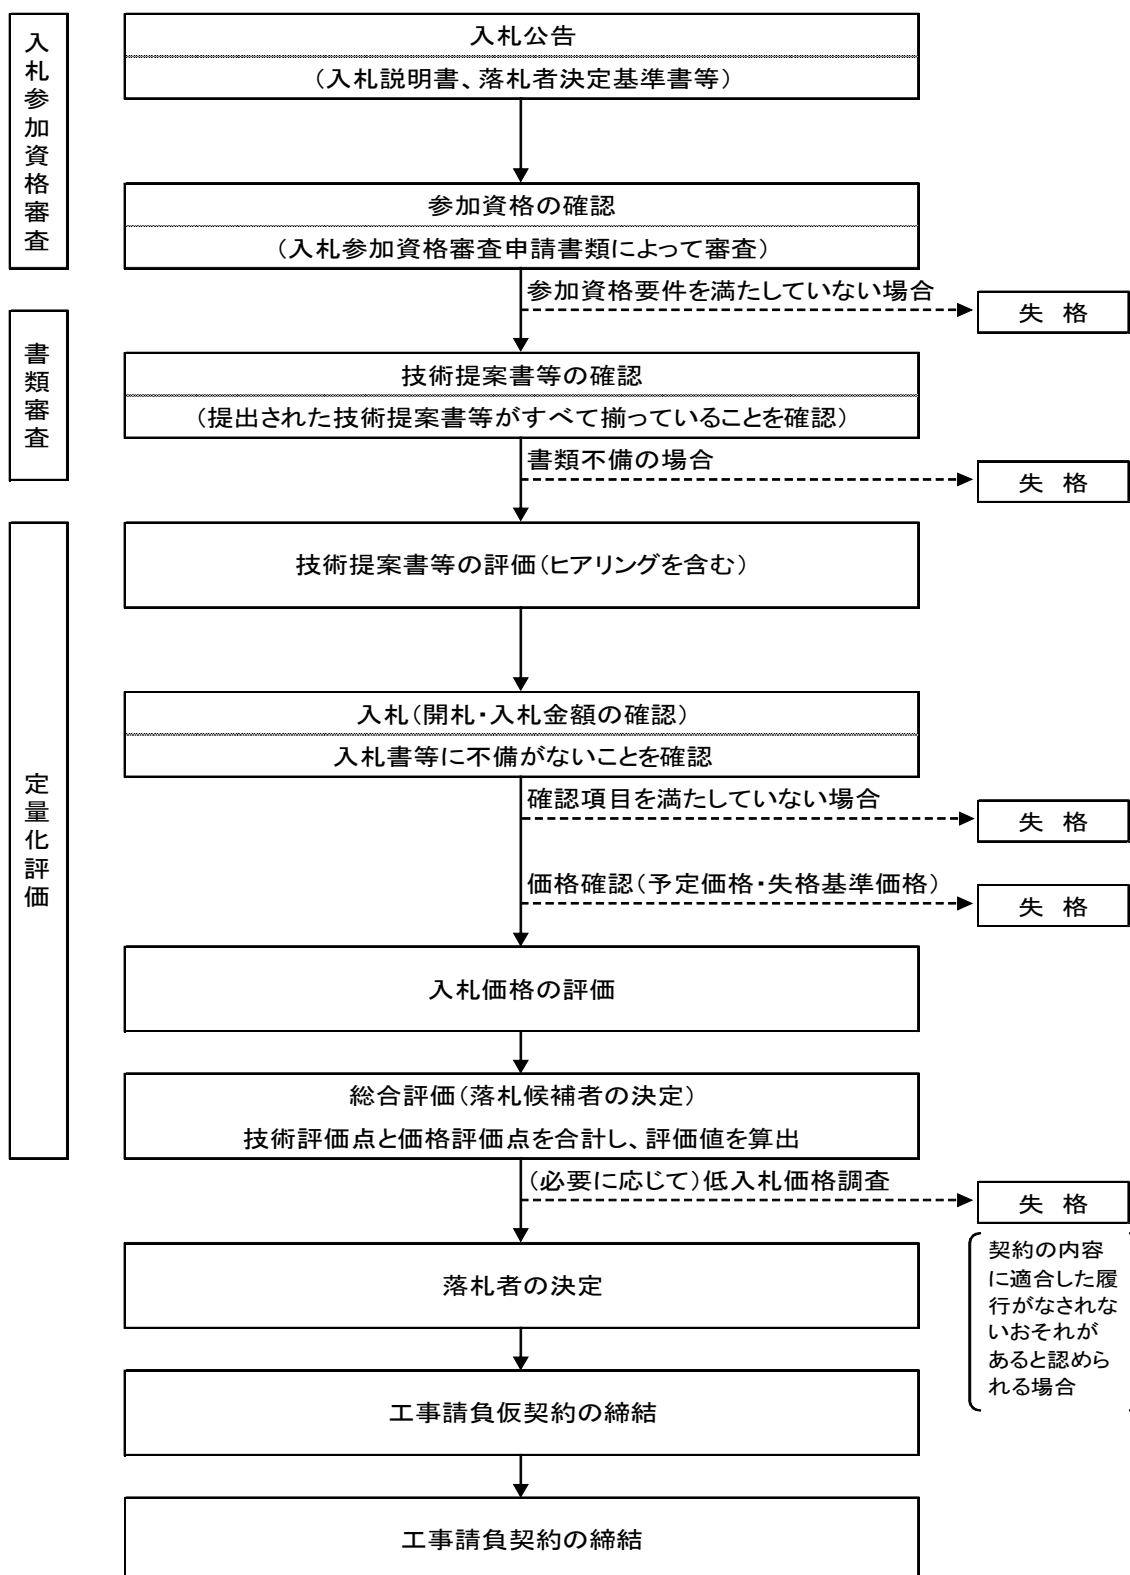 入札参加資格審査
入札公告
（入札説明書、落札者決定基準書等）
参加資格の確認
（入札参加資格審査申請書類によって審査）
参加資格要件を満たしていない場合
失 格
書類審査
技術提案書等の確認
（提出された技術提案書等がすべて揃っていることを確認）
書類不備の場合
失 格
定量化評価
技術提案書等の評価（ヒアリングを含む）
入札（開札・入札金額の確認）
入札書等に不備がないことを確認
確認項目を満たしていない場合
失 格
価格確認（予定価格・失格基準価格）
失 格
入札価格の評価
総合評価（落札候補者の決定）
技術評価点と価格評価点を合計し、評価値を算出
（必要に応じて）低入札価格調査
失 格
契約の内容
に適合した履
行がなされな
いおそれが
あると認めら
れる場合
落札者の決定
工事請負仮契約の締結
工事請負契約の締結